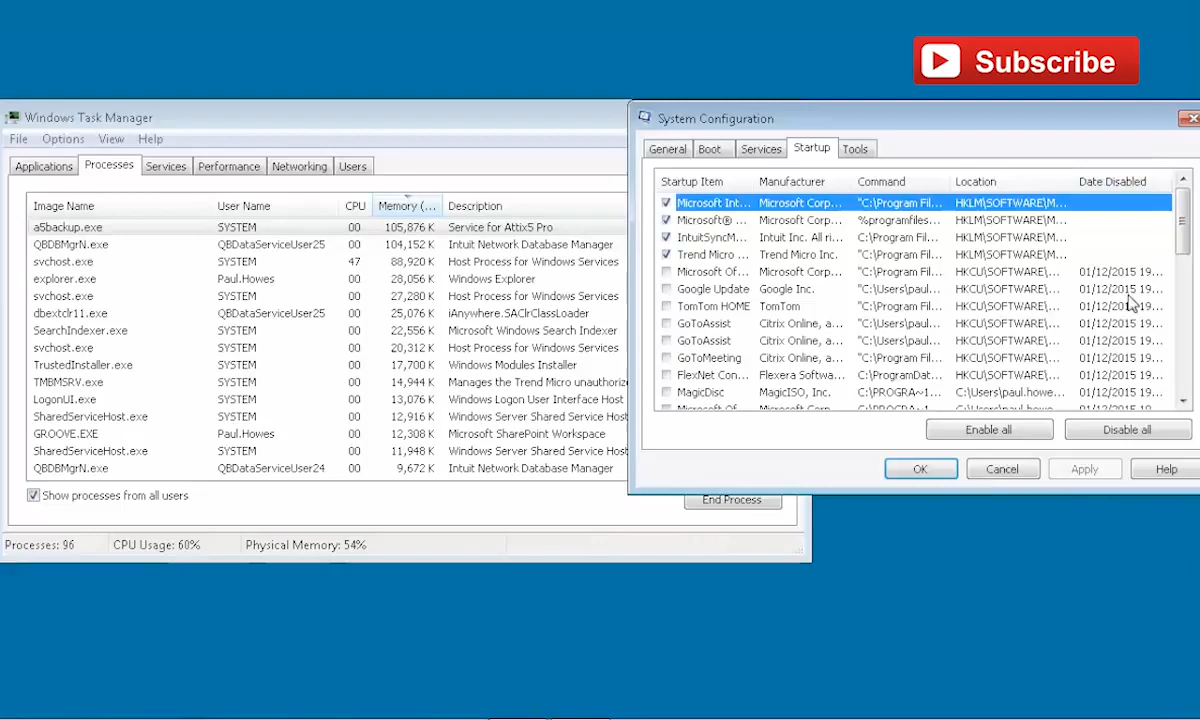 Subscribe
Windows Task Manager
File Options View Help
Applications Processes Services Performance Networking Users
Image Name User Name CPU Memory (... Description
a5backup.exe SYSTEM 00 105,876 K Service for Attix5 Pro
QBDBMgrN.exe QBDataServiceUser25 00 104,152 K Intuit Network Database Manager
svchost.exe SYSTEM 47 88,920 K Host Process for Windows Services
explorer.exe Paul.Howes 00 28,056 K Windows Explorer
svchost.exe SYSTEM 00 27,280 K Host Process for Windows Services
dbextclr11.exe QBDataServiceUser25 00 25,076 K iAnywhere.SAClrClassLoader
SearchIndexer.exe SYSTEM 00 22,556 K Microsoft Windows Search Indexer
svchost.exe SYSTEM 00 20,312 K Host Process for Windows Services
TrustedInstaller.exe SYSTEM 00 17,700 K Windows Modules Installer
TMBMSRV.exe SYSTEM 00 14,944 K Manages the Trend Micro unauthoriz
LogonUI.exe SYSTEM 00 13,076 K Windows Logon User Interface Host
SharedServiceHost.exe SYSTEM 00 12,916 K Windows Server Shared Service Host
GROOVE.EXE Paul.Howes 00 12,308 K Microsoft SharePoint Workspace
SharedServiceHost.exe SYSTEM 00 11,948 K Windows Server Shared Service Host
QBDBMgrN.exe QBDataServiceUser24 00 9,672 K Intuit Network Database Manager
Show processes from all users
End Process
Processes: 96 CPU Usage: 60% Physical Memory: 54%
System Configuration
General Boot Services Startup Tools
Startup Item Manufacturer Command Location Date Disabled
Microsoft Int... Microsoft Corp... "C:\Program Fil... HKLM\SOFTWARE\M...
Microsoft® ... Microsoft Corp... %programfiles... HKLM\SOFTWARE\M...
IntuitSyncM... Intuit Inc. All ri... C:\Program Fil... HKLM\SOFTWARE\M...
Trend Micro ... Trend Micro Inc. "C:\Program Fil... HKLM\SOFTWARE\M...
Microsoft Of... Microsoft Corp... "C:\Program Fil... HKCU\SOFTWARE\... 01/12/2015 19...
Google Update Google Inc. "C:\Users\paul... HKCU\SOFTWARE\... 01/12/2015 19...
TomTom HOME TomTom "C:\Program Fil... HKCU\SOFTWARE\... 01/12/2015 19...
GoToAssist Citrix Online, a... "C:\Users\paul... HKCU\SOFTWARE\... 01/12/2015 19...
GoToAssist Citrix Online, a... "C:\Users\paul... HKCU\SOFTWARE\... 01/12/2015 19...
GoToMeeting Citrix Online, a... "C:\Program Fil... HKCU\SOFTWARE\... 01/12/2015 19...
FlexNet Con... Flexera Softwa... C:\ProgramDat... HKCU\SOFTWARE\... 01/12/2015 19...
MagicDisc MagicISO, Inc. C:\PROGRA~1... C:\Users\paul.howe... 01/12/2015 19...
Microsoft Of... Microsoft Corp... C:\PROGRA~1... C:\Users\paul.howe... 01/12/2015 19...
Enable all Disable all
OK Cancel Apply Help